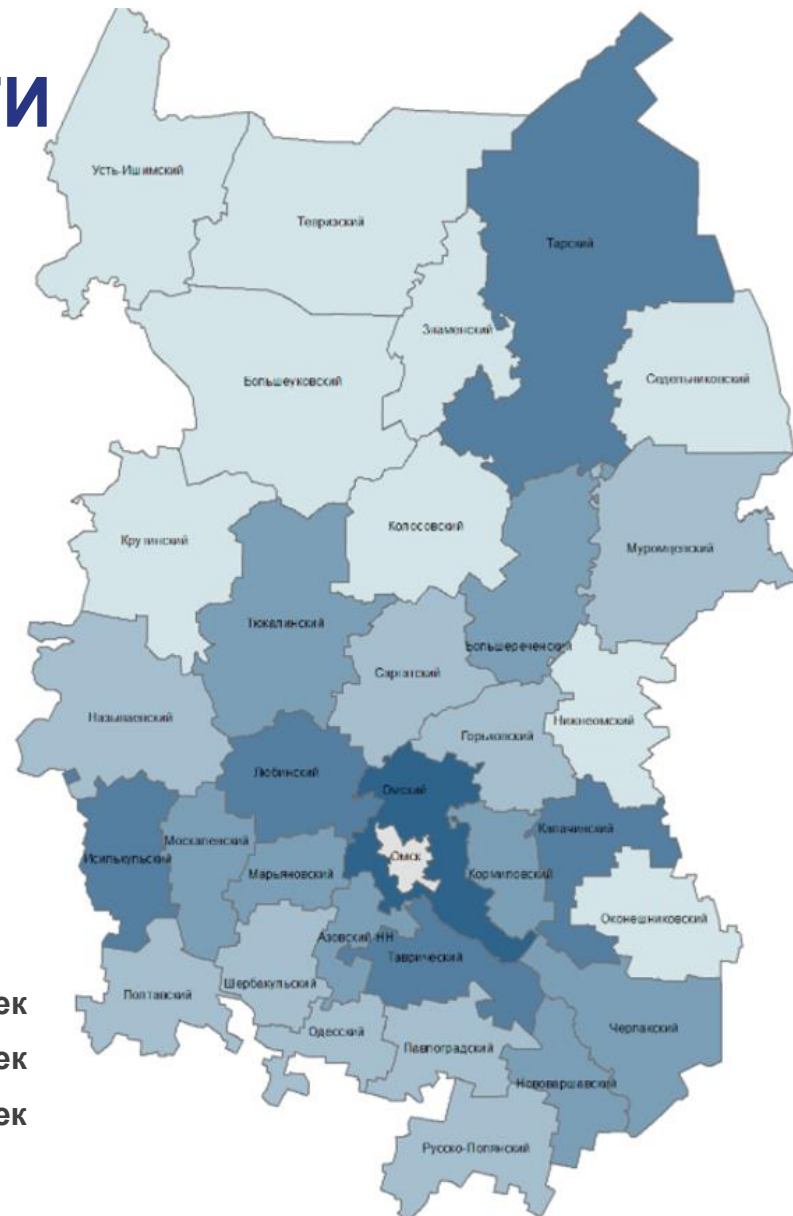 ТИ
Усть-Ишимский
Тевризский
Тарский
Знаменский
Большеуковский
Седельниковский
Колосовский
Крутинский
Муромцевский
Тюкалинский
Большереченский
Саргатский
Называевский
Нижнеомский
Горьковский
Любинский
Омский
Калачинский
Москаленский
Исилькульский
Омск
Марьяновский
Кормиловский
Оконешниковский
Азовский НН
Таврический
Шербакульский
Полтавский
Черлакский
Одесский
Павлоградский
Нововаршавский
Русско-Полянский
ек
ек
ек